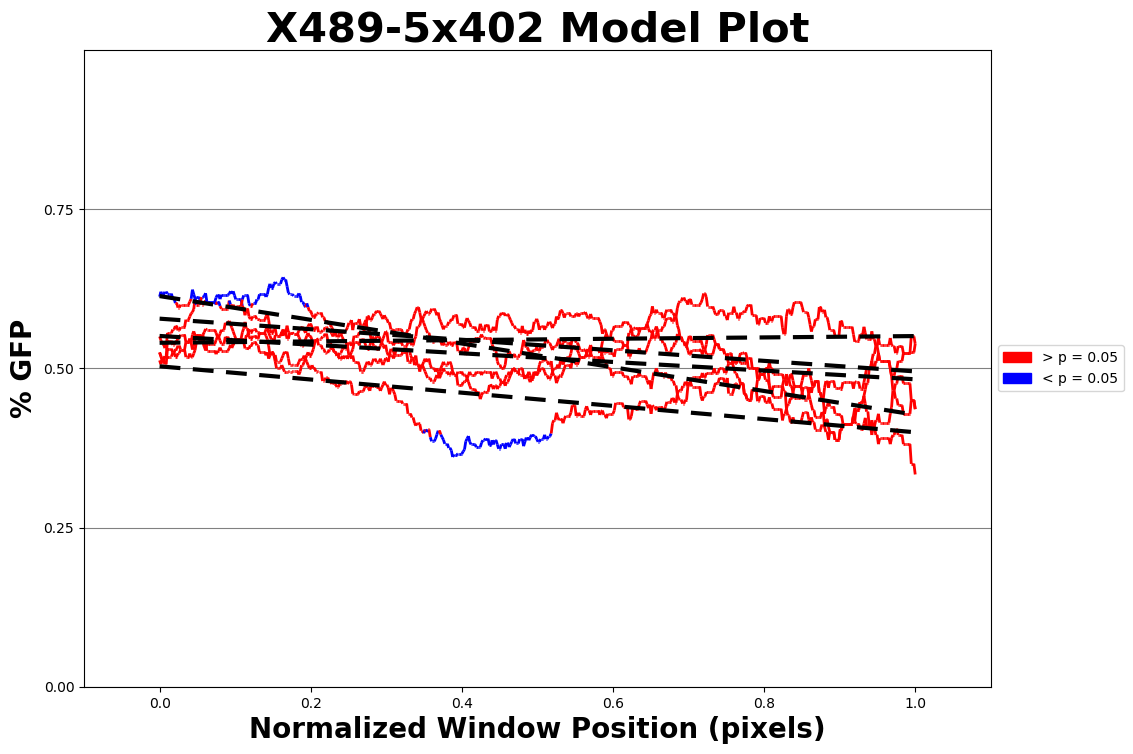 X489-5x402 Model Plot
% GFP
0.75
0.50
0.25
0.00
0.0 0.2 0.4 0.6 0.8 1.0
Normalized Window Position (pixels)
> p = 0.05
< p = 0.05